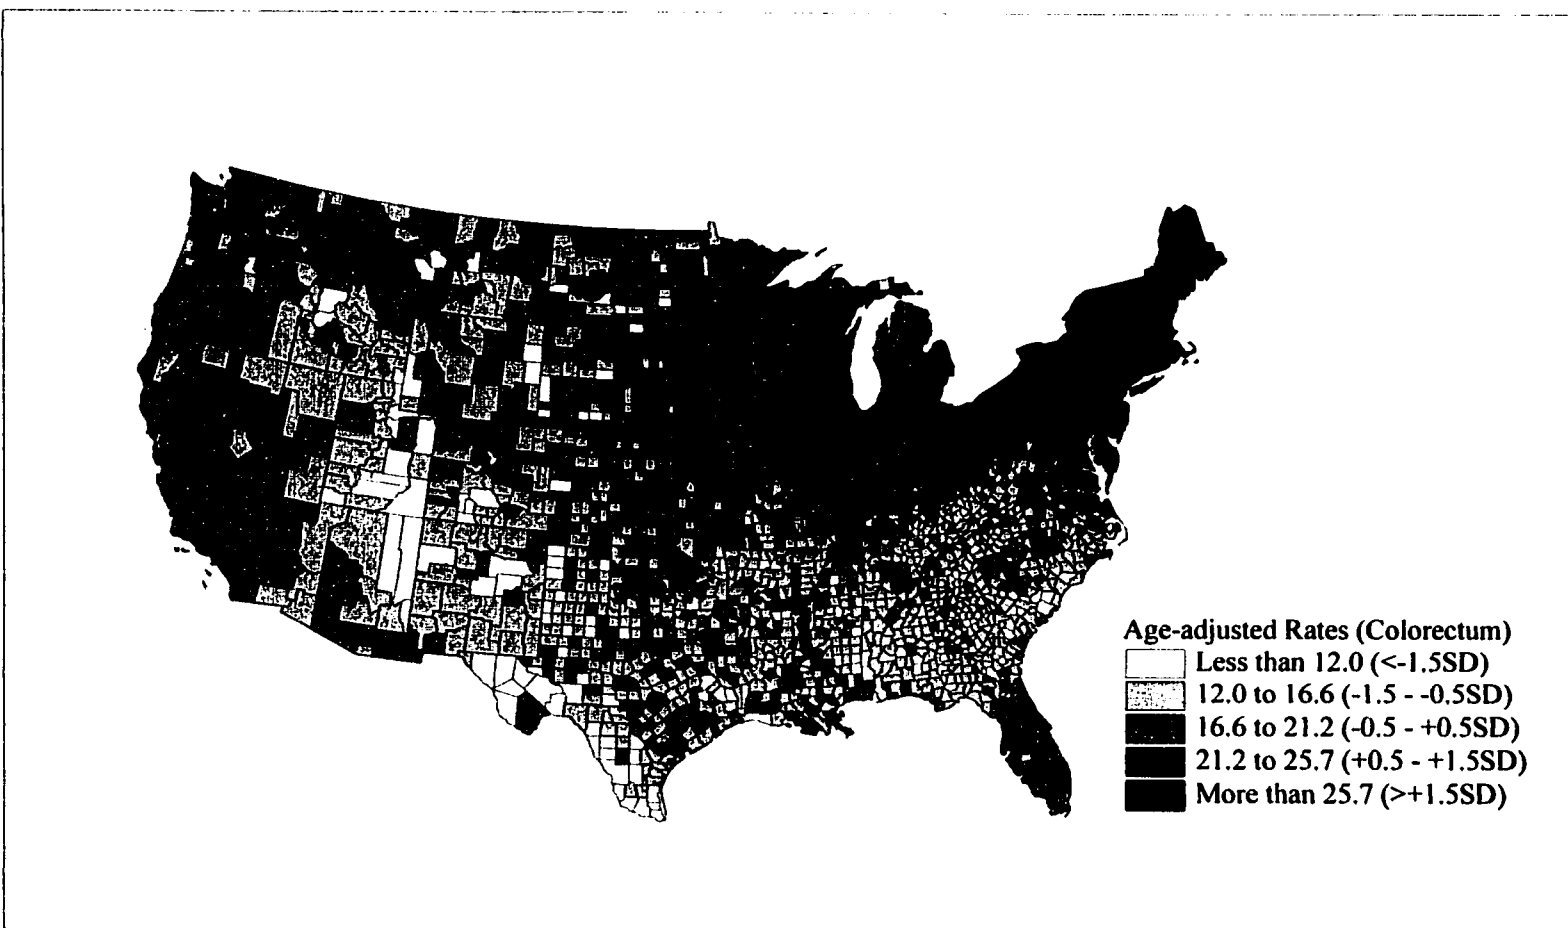 Age-adjusted Rates (Colorectum)
Less than 12.0 (<-1.5SD)
12.0 to 16.6 (-1.5 - -0.5SD)
16.6 to 21.2 (-0.5 - +0.5SD)
21.2 to 25.7 (+0.5 - +1.5SD)
More than 25.7 (>+1.5SD)